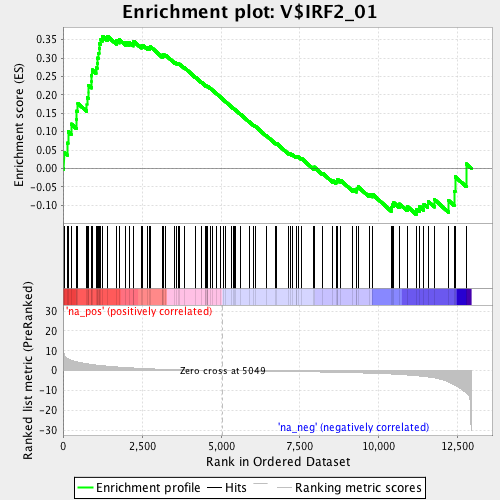 Enrichment plot: V$IRF2_01
Enrichment score (ES)
0.35
0.30
0.25
0.20
0.15
0.10
0.05
0.00
-0.05
-0.10
'na_pos' (positively correlated)
Ranked list metric (PreRanked)
30
20
10
0
-10
-20
-30
Zero cross at 5049
'na_neg' (negatively correlated)
0
2,500
5,000
7,500
10,000
12,500
Rank in Ordered Dataset
Enrichment profile
Hits
Ranking metric scores